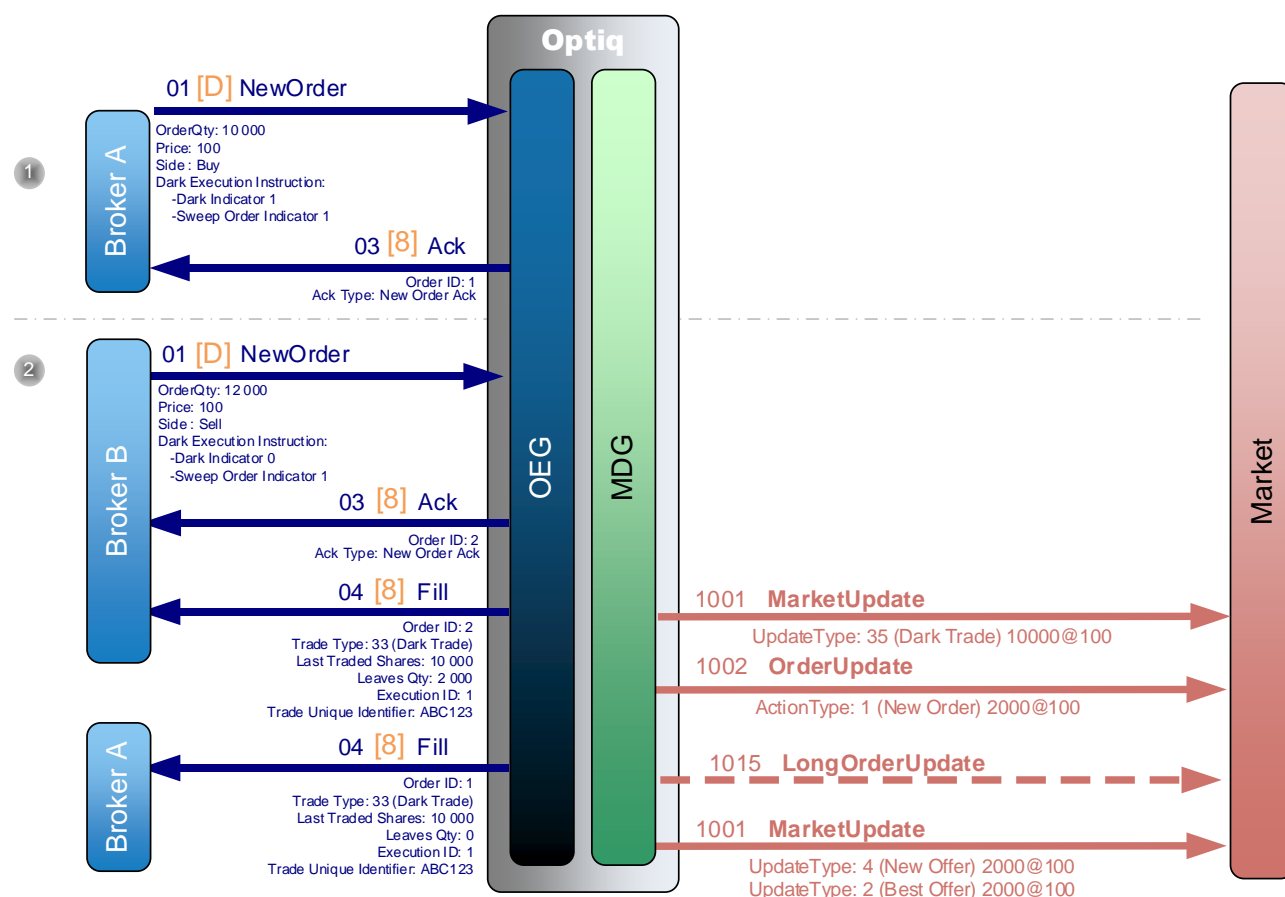 Optiq
01 [D] NewOrder
OrderQty: 10 000
Price: 100
Side : Buy
Dark Execution Instruction:
-Dark Indicator 1
-Sweep Order Indicator 1
1
Broker A
03 [8] Ack
Order ID: 1
Ack Type: New Order Ack
2
01 [D] NewOrder
OrderQty: 12 000
Price: 100
Side : Sell
Dark Execution Instruction:
-Dark Indicator 0
-Sweep Order Indicator 1
Broker B
OEG
MDG
Market
03 [8] Ack
Order ID: 2
Ack Type: New Order Ack
04 [8] Fill
Order ID: 2
Trade Type: 33 (Dark Trade)
Last Traded Shares: 10 000
Leaves Qty: 2 000
Execution ID: 1
Trade Unique Identifier: ABC123
1001 MarketUpdate
UpdateType: 35 (Dark Trade) 10000@100
1002 OrderUpdate
ActionType: 1 (New Order) 2000@100
Broker A
04 [8] Fill
Order ID: 1
Trade Type: 33 (Dark Trade)
Last Traded Shares: 10 000
Leaves Qty: 0
Execution ID: 1
Trade Unique Identifier: ABC123
1015 LongOrderUpdate
1001 MarketUpdate
UpdateType: 4 (New Offer) 2000@100
UpdateType: 2 (Best Offer) 2000@100